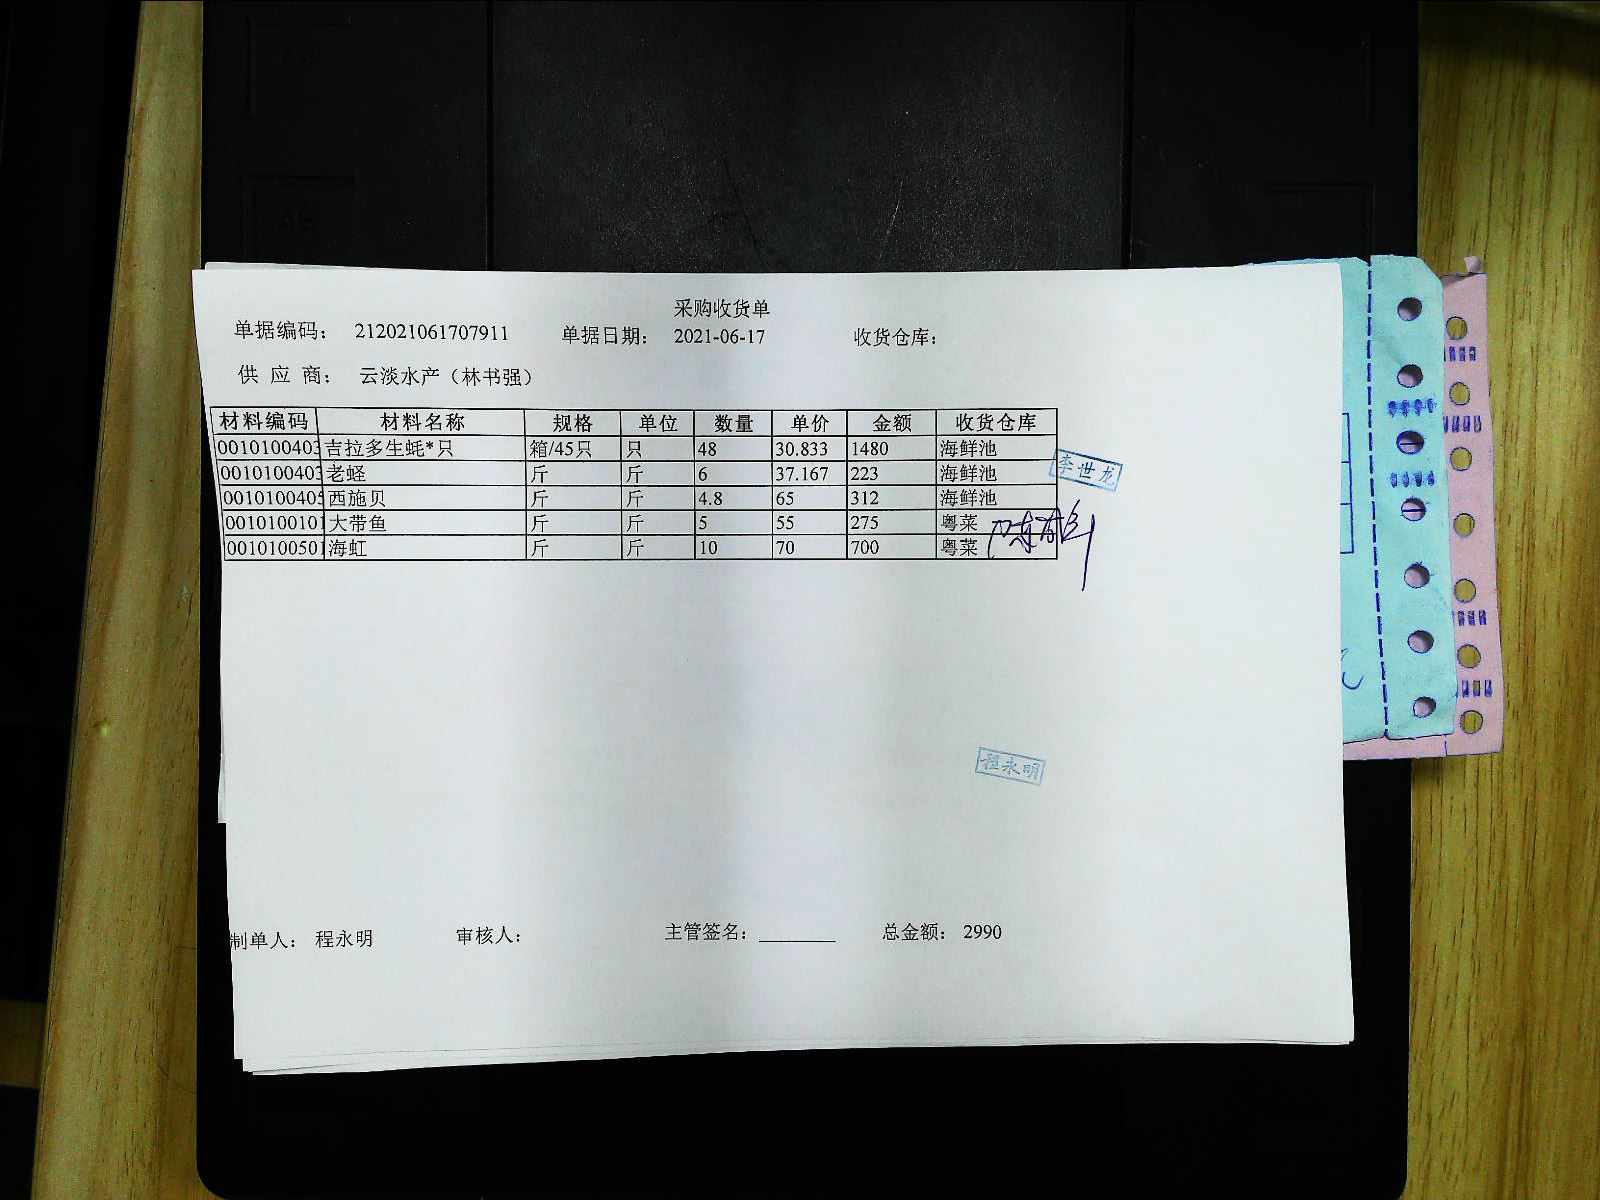 采购收货单
单据编码： 212021061707911 单据日期： 2021-06-17 收货仓库：
供 应 商： 云淡水产（林书强）
材料编码 材料名称 规格 单位 数量 单价 金额 收货仓库
0010100403 吉拉多生蚝*只 箱/45只 只 48 30.833 1480 海鲜池
0010100403 老蛏 斤 斤 6 37.167 223 海鲜池
0010100405 西施贝 斤 斤 4.8 65 312 海鲜池
0010100101 大带鱼 斤 斤 5 55 275 粤菜
0010100501 海虹 斤 斤 10 70 700 粤菜
李世龙
程永明
制单人： 程永明 审核人： 主管签名： ________ 总金额： 2990
A5